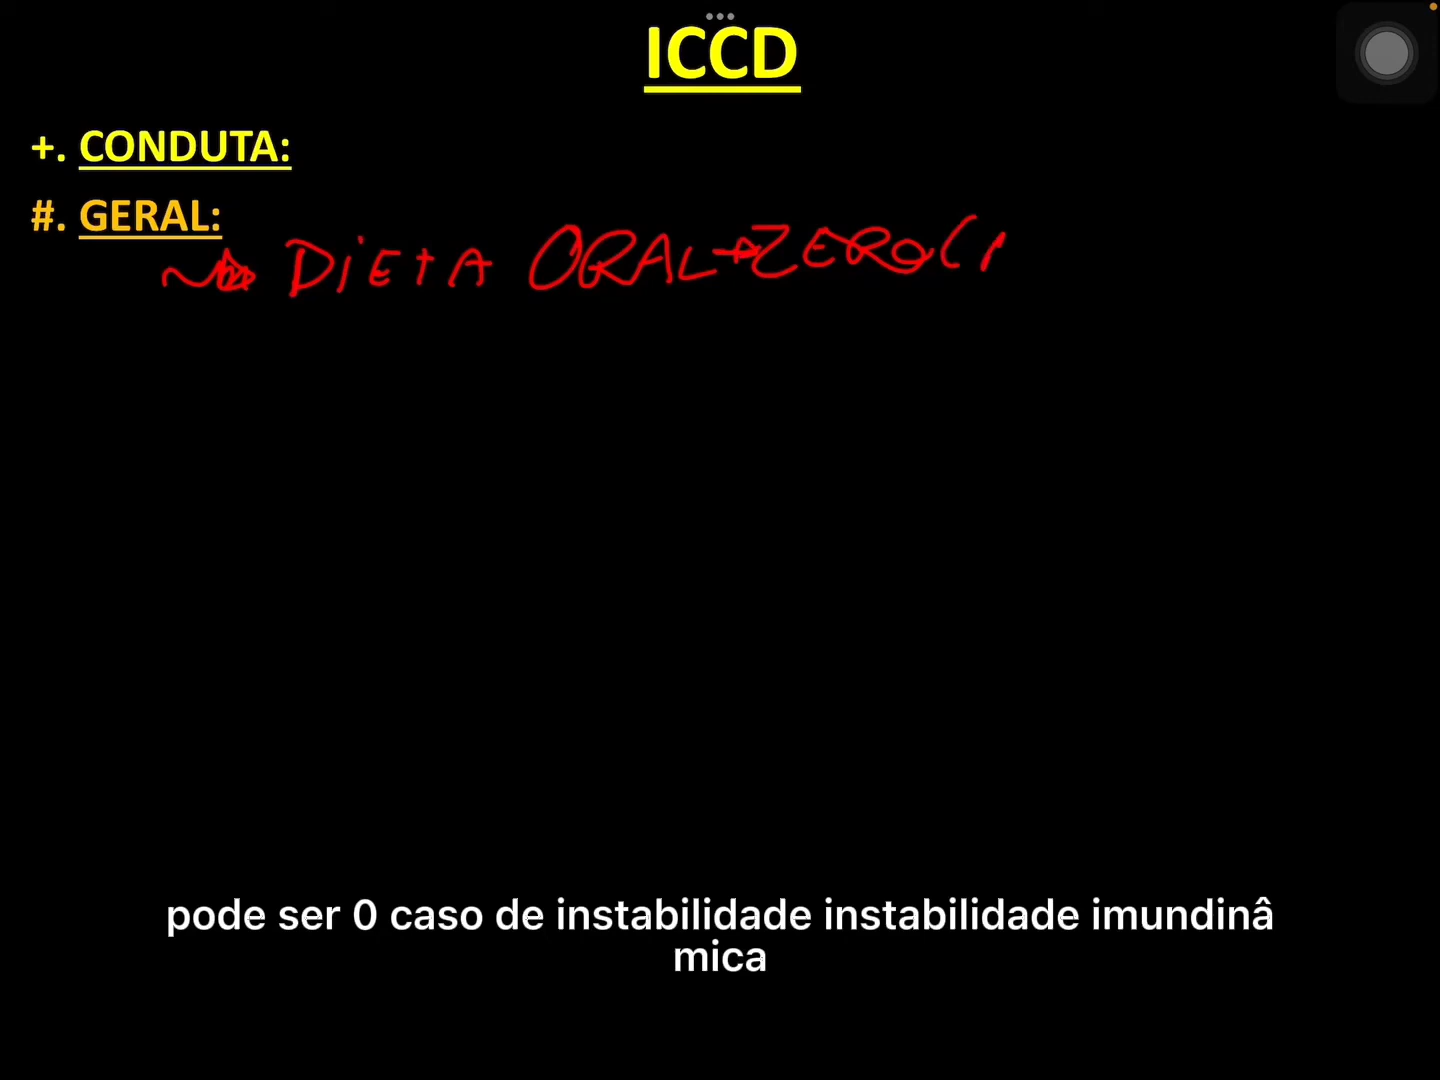 ICCD
+. CONDUTA:
#. GERAL:
DIETA ORAL → ZERO (
pode ser 0 caso de instabilidade instabilidade imundinâ
mica